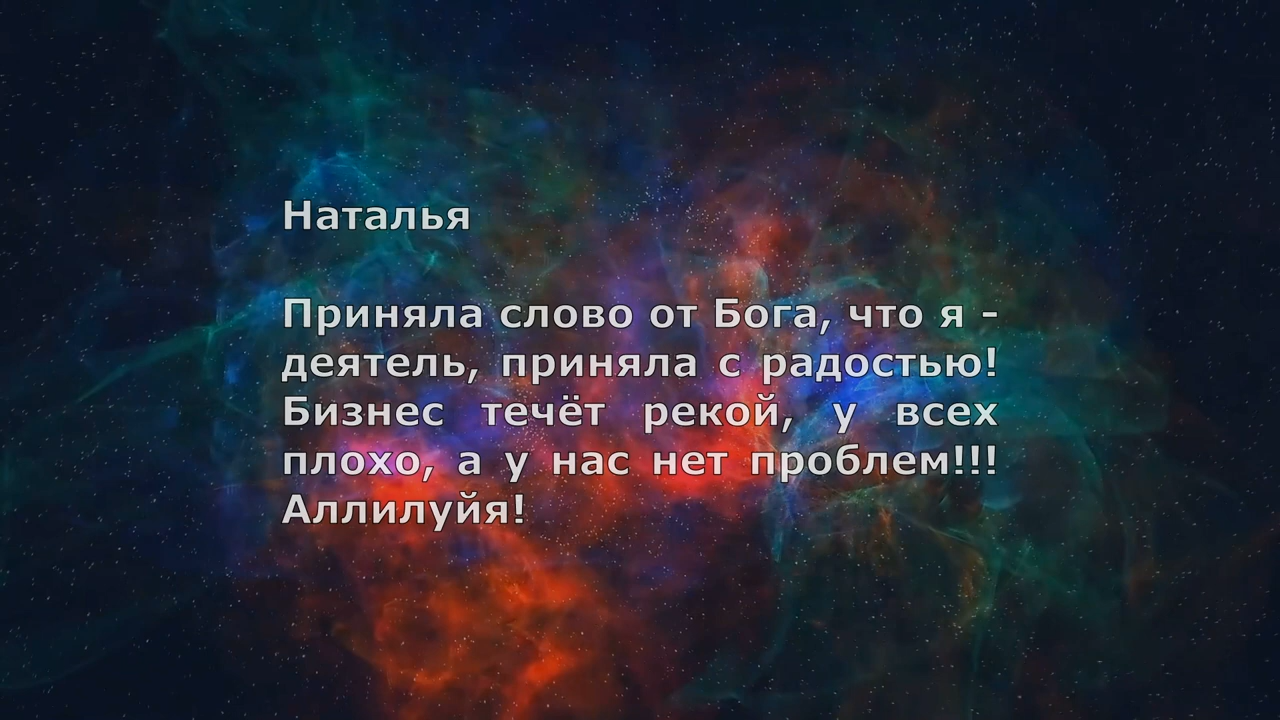 Наталья
Приняла слово от Бога, что я -
деятель, приняла с радостью!
Бизнес течёт рекой, у всех
плохо, а у нас нет проблем!!!
Аллилуйя!